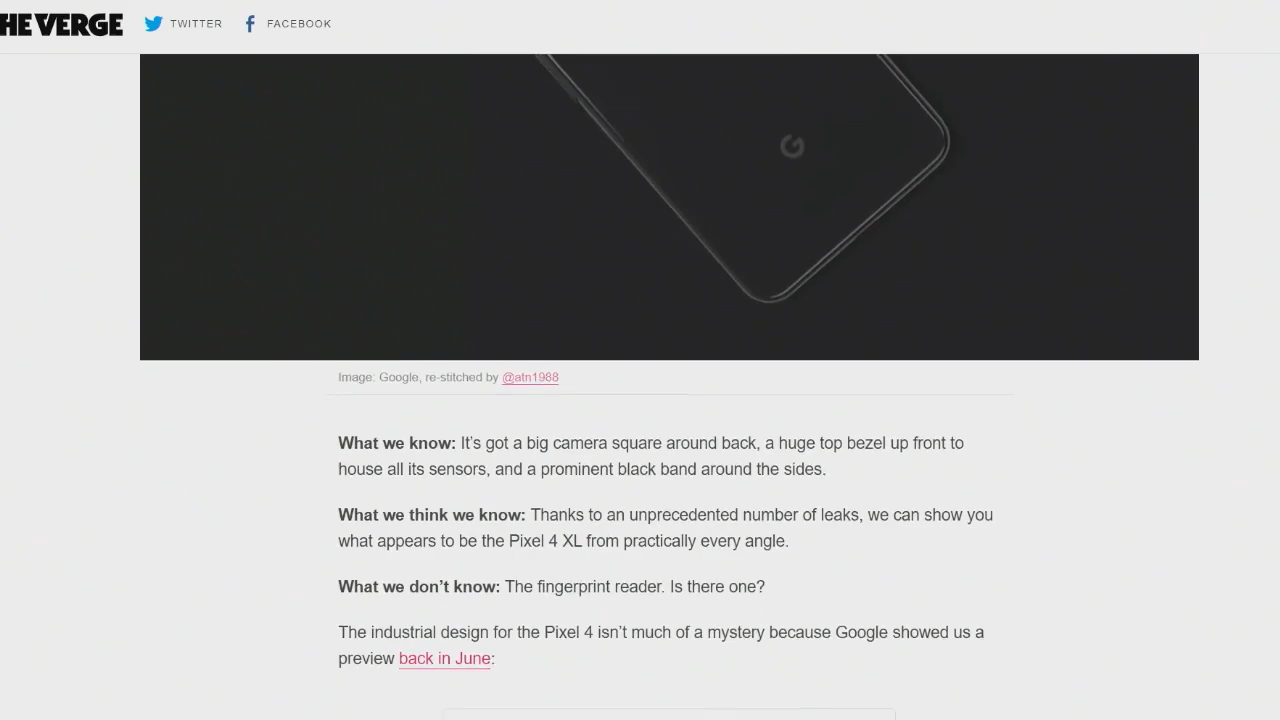 HE VERGE TWITTER FACEBOOK
G
Image: Google, re-stitched by @atn1988
What we know: It’s got a big camera square around back, a huge top bezel up front to
house all its sensors, and a prominent black band around the sides.
What we think we know: Thanks to an unprecedented number of leaks, we can show you
what appears to be the Pixel 4 XL from practically every angle.
What we don’t know: The fingerprint reader. Is there one?
The industrial design for the Pixel 4 isn’t much of a mystery because Google showed us a
preview back in June: